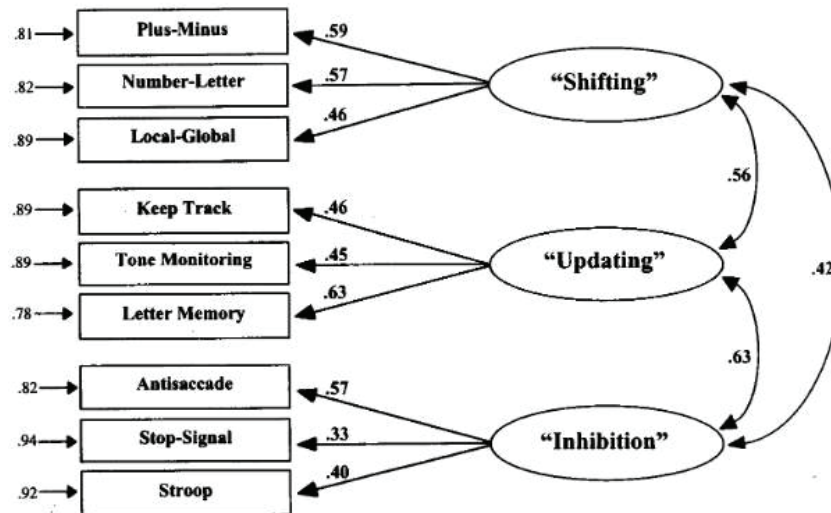 .81 Plus-Minus .59
.82 Number-Letter .57 “Shifting”
.89 Local-Global .46
.56
.89 Keep Track .46
.89 Tone Monitoring .45 “Updating” .42
.78 Letter Memory .63
.63
.82 Antisaccade .57
.94 Stop-Signal .33 “Inhibition”
.92 Stroop .40